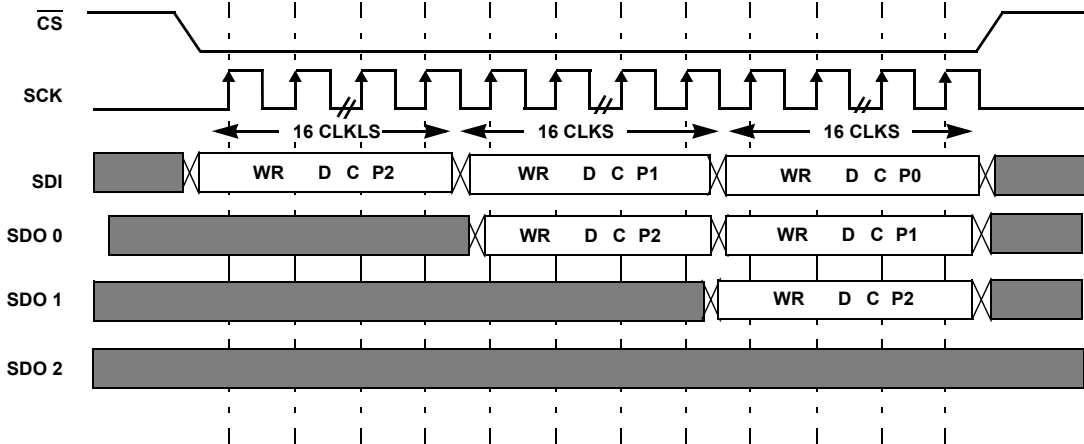 CS
SCK
16 CLKLS 16 CLKS 16 CLKS
SDI WR D C P2 WR D C P1 WR D C P0
SDO 0 WR D C P2 WR D C P1
SDO 1 WR D C P2
SDO 2